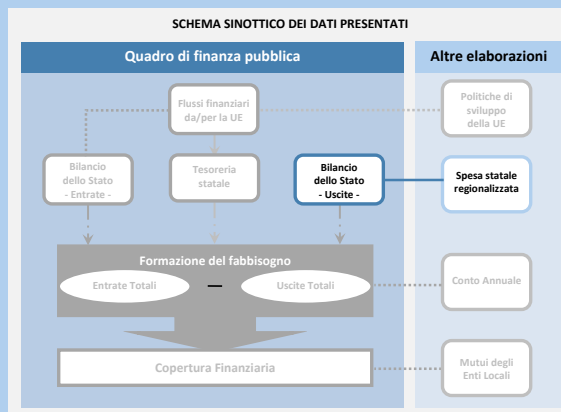 SCHEMA SINOTTICO DEI DATI PRESENTATI
Quadro di finanza pubblica
Altre elaborazioni
Flussi finanziari
da/per la UE
Politiche di
sviluppo
della UE
Bilancio
dello Stato
- Entrate -
Tesoreria
statale
Bilancio
dello Stato
- Uscite -
Spesa statale
regionalizzata
Formazione del fabbisogno
Entrate Totali
Uscite Totali
Conto Annuale
Copertura Finanziaria
Mutui degli
Enti Locali